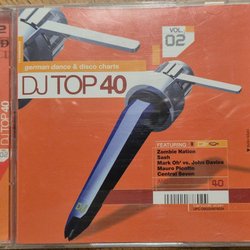 german dance & disco charts
DJ TOP 40
VOL.
02
FEATURING
Zombie Nation
Sash
Mark Oh' vs. John Davies
Mauro Picotto
Central Seven
40
DJ TOP 40
02